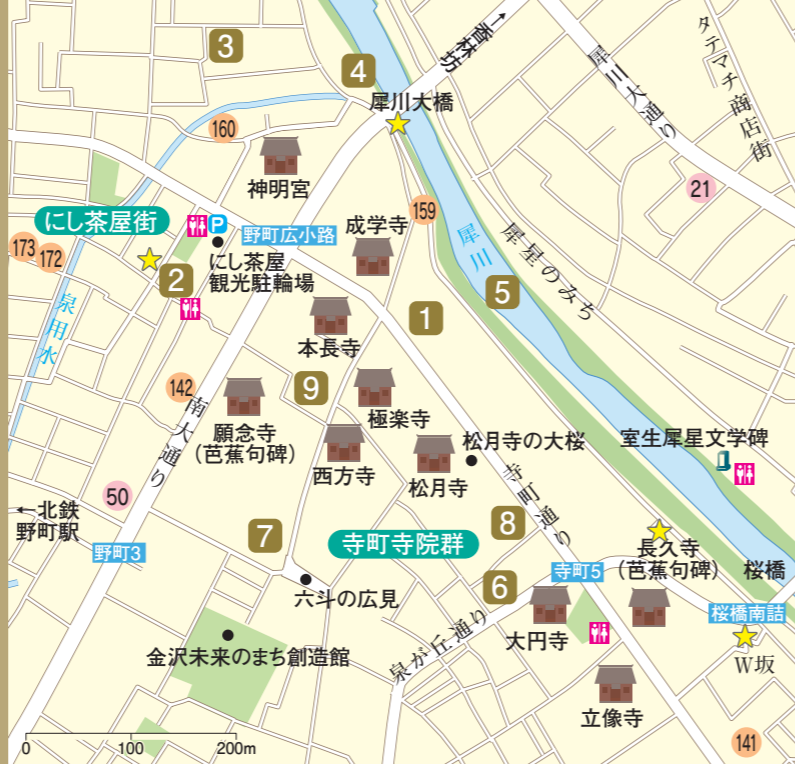 3
4
←香林坊
犀川大通り
タテマチ商店街
犀川大橋
160
神明宮
21
にし茶屋街
P
野町広小路
成学寺
159
犀川
犀星のみち
173
172
2
にし茶屋
観光駐輪場
5
1
泉用水
本長寺
142
南大通り
9
極楽寺
願念寺
(芭蕉句碑)
西方寺
松月寺の大桜
松月寺
室生犀星文学碑
寺町通り
50
←北鉄
野町駅
野町3
7
寺町寺院群
8
長久寺
(芭蕉句碑)
桜橋
寺町5
六斗の広見
6
桜橋南詰
大円寺
W坂
金沢未来のまち創造館
泉が丘通り
立像寺
141
0
100
200m